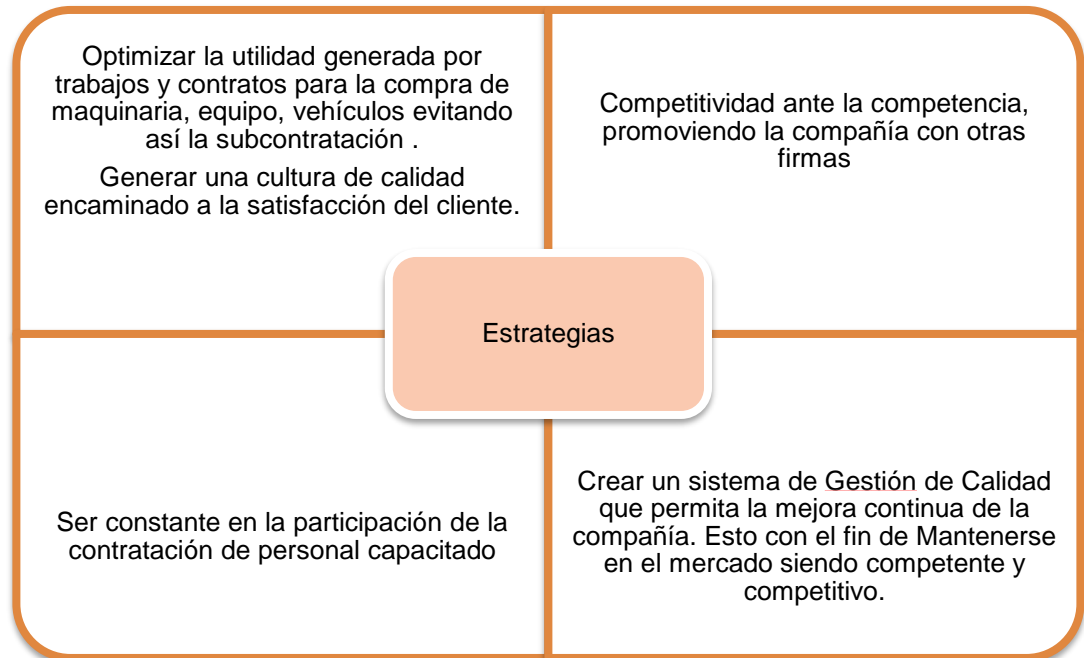 Optimizar la utilidad generada por
trabajos y contratos para la compra de
maquinaria, equipo, vehículos evitando
así la subcontratación .
Generar una cultura de calidad
encaminado a la satisfacción del cliente.
Competitividad ante la competencia,
promoviendo la compañía con otras
firmas
Estrategias
Ser constante en la participación de la
contratación de personal capacitado
Crear un sistema de Gestión de Calidad
que permita la mejora continua de la
compañía. Esto con el fin de Mantenerse
en el mercado siendo competente y
competitivo.